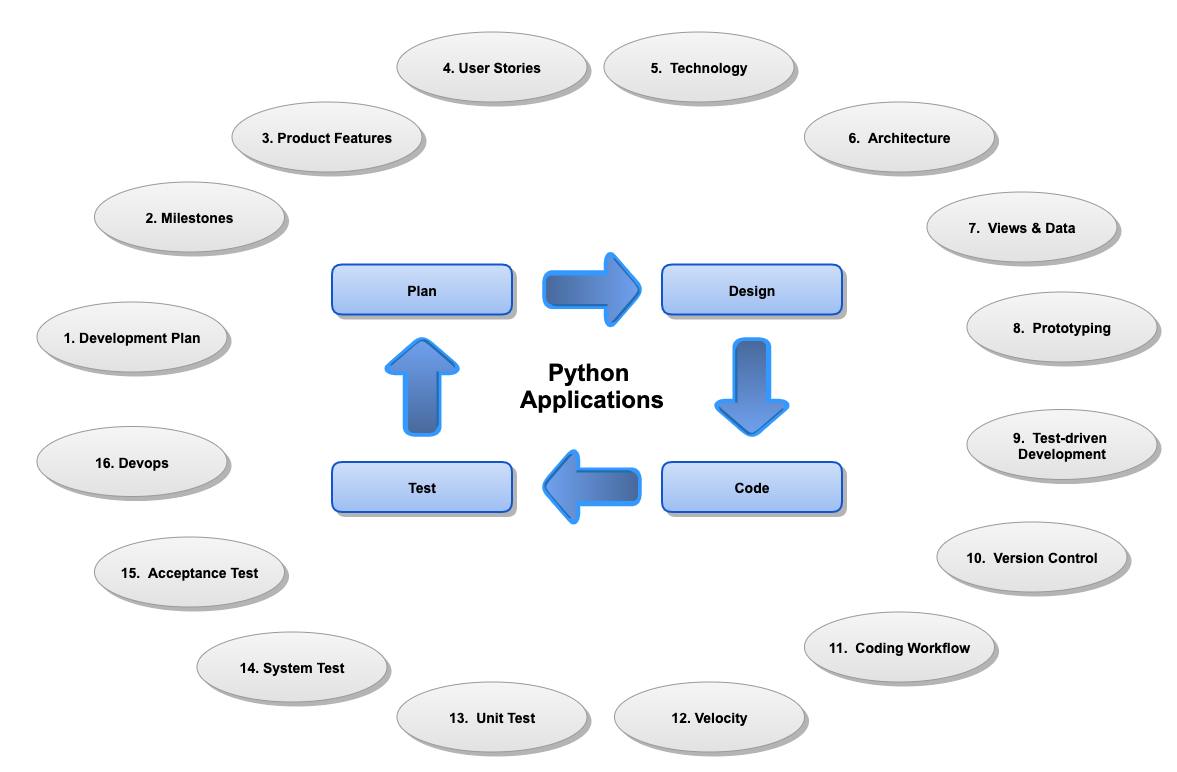 4. User Stories
5. Technology
3. Product Features
6. Architecture
2. Milestones
7. Views & Data
Plan
Design
1. Development Plan
8. Prototyping
Python
Applications
9. Test-driven
Development
16. Devops
Test
Code
10. Version Control
15. Acceptance Test
11. Coding Workflow
14. System Test
13. Unit Test
12. Velocity